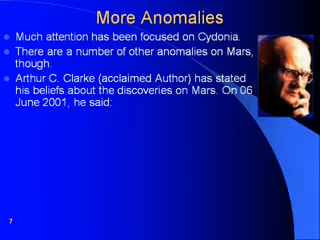 More Anomalies
Much attention has been focused on Cydonia.
There are a number of other anomalies on Mars,
though.
Arthur C. Clarke (acclaimed Author) has stated
his beliefs about the discoveries on Mars. On 06
June 2001, he said:
7